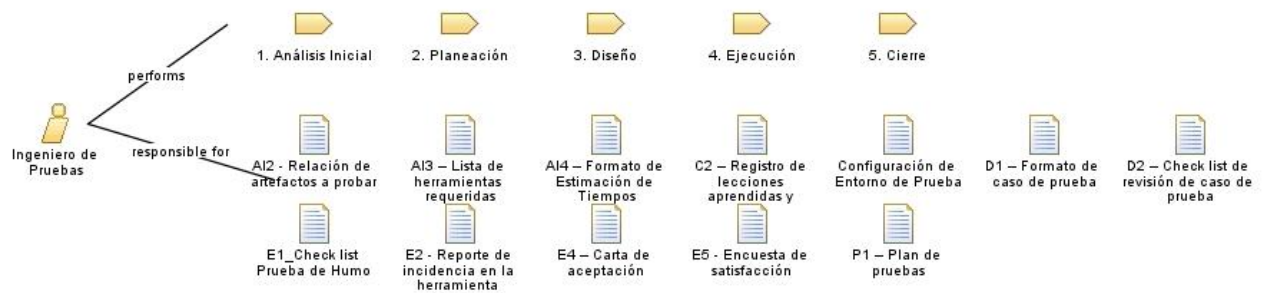 1. Análisis Inicial
2. Planeación
3. Diseño
4. Ejecución
5. Cierre
performs
Ingeniero de
Pruebas
responsible for
AI2 - Relación de
artefactos a probar
AI3 – Lista de
herramientas
requeridas
AI4 – Formato de
Estimación de
Tiempos
C2 – Registro de
lecciones
aprendidas y
Configuración de
Entorno de Prueba
D1 – Formato de
caso de prueba
D2 – Check list de
revisión de caso de
prueba
E1_Check list
Prueba de Humo
E2 - Reporte de
incidencia en la
herramienta
E4 – Carta de
aceptación
E5 - Encuesta de
satisfacción
P1 – Plan de
pruebas